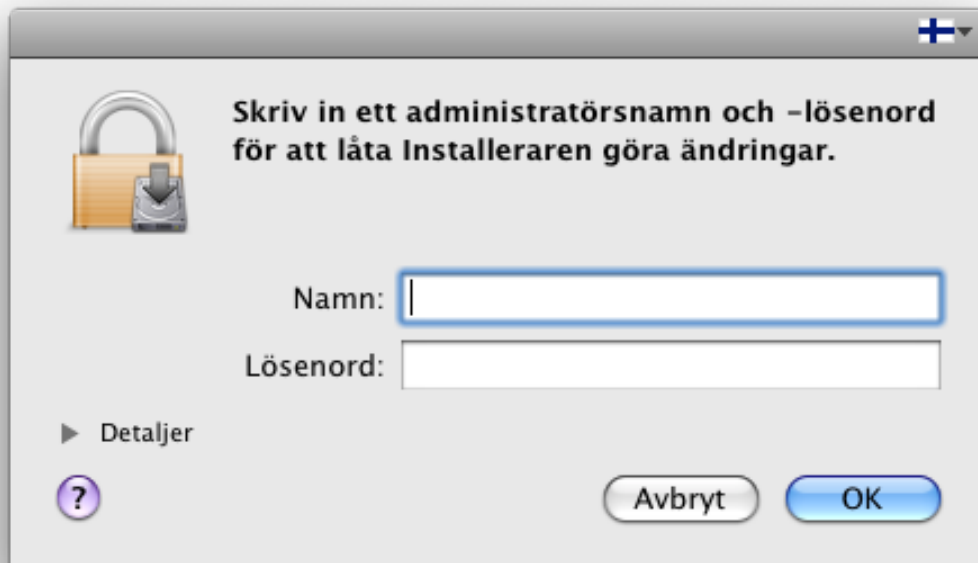 Skriv in ett administratörsnamn och -lösenord
för att låta Installeraren göra ändringar.
Namn:
Lösenord:
Detaljer
?
Avbryt
OK